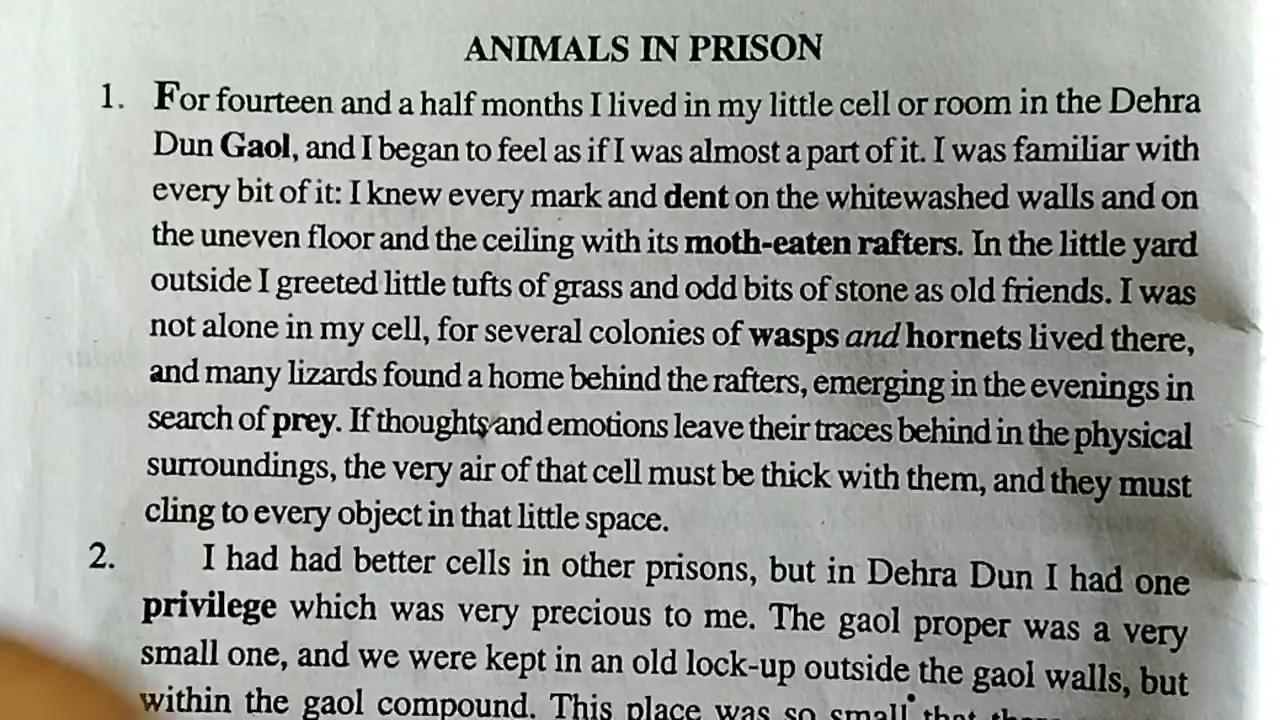 ANIMALS IN PRISON
1. For fourteen and a half months I lived in my little cell or room in the Dehra
Dun Gaol, and I began to feel as if I was almost a part of it. I was familiar with
every bit of it: I knew every mark and dent on the whitewashed walls and on
the uneven floor and the ceiling with its moth-eaten rafters. In the little yard
outside I greeted little tufts of grass and odd bits of stone as old friends. I was
not alone in my cell, for several colonies of wasps and hornets lived there,
and many lizards found a home behind the rafters, emerging in the evenings in
search of prey. If thoughts and emotions leave their traces behind in the physical
surroundings, the very air of that cell must be thick with them, and they must
cling to every object in that little space.
2. I had had better cells in other prisons, but in Dehra Dun I had one
privilege which was very precious to me. The gaol proper was a very
small one, and we were kept in an old lock-up outside the gaol walls, but
within the gaol compound. This place was so small that